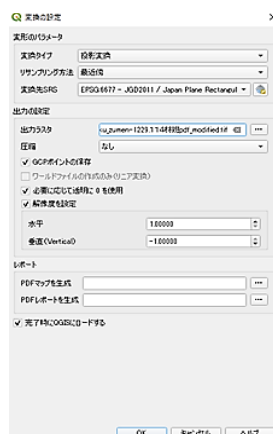 変換の設定
変形のパラメータ
変換タイプ 投影変換
リサンプリング方法 最近傍
変換先SRS EPSG:6677 - JGD2011 / Japan Plane Rectangul
出力の設定
出力ラスタ _modified.tif
圧縮 なし
GCPポイントの保存
ワールドファイルの作成のみ(リニア変換)
必要に応じて透明に 0 を使用
解像度を設定
水平 1.00000
垂直(Vertical) -1.00000
レポート
PDFマップを生成
PDFレポートを生成
完了時にQGISにロードする
OK キャンセル ヘルプ